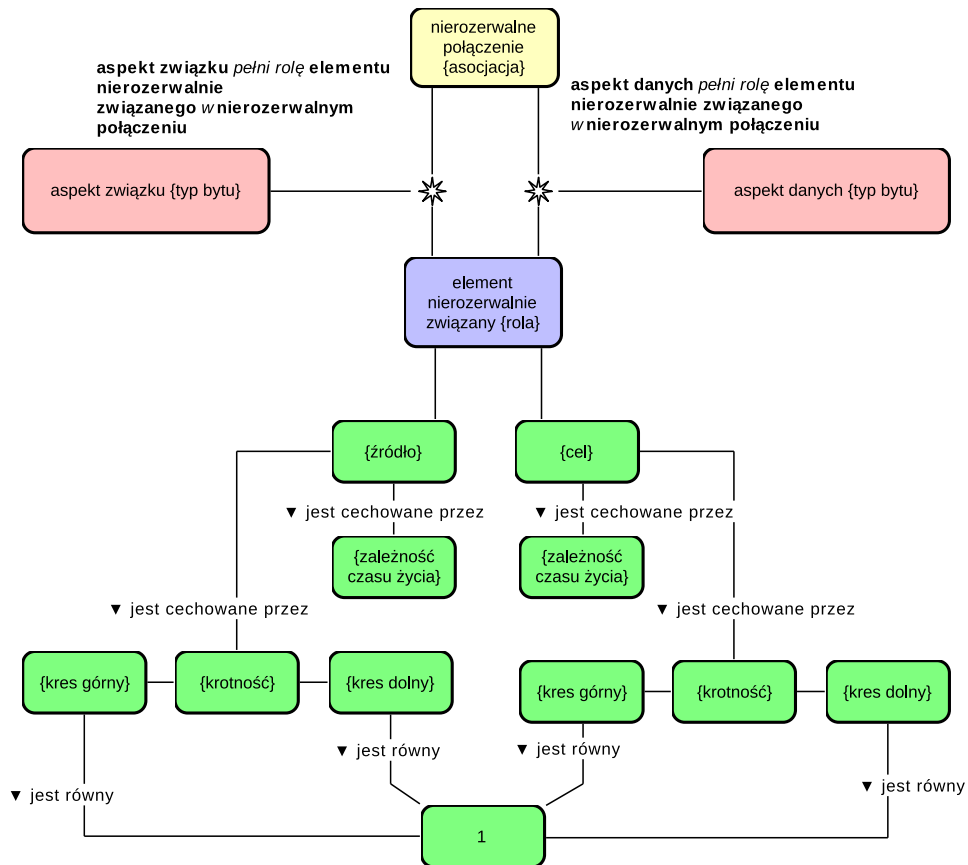 nierozerwalne
połączenie
{asocjacja}
aspekt związku pełni rolę elementu
nierozerwalnie
związanego w nierozerwalnym
połączeniu
aspekt danych pełni rolę elementu
nierozerwalnie związanego
w nierozerwalnym połączeniu
aspekt związku {typ bytu}
aspekt danych {typ bytu}
element
nierozerwalnie
związany {rola}
{źródło}
{cel}
▼ jest cechowane przez
▼ jest cechowane przez
{zależność
czasu życia}
{zależność
czasu życia}
▼ jest cechowane przez
▼ jest cechowane przez
{kres górny}
{krotność}
{kres dolny}
{kres górny}
{krotność}
{kres dolny}
▼ jest równy
▼ jest równy
▼ jest równy
▼ jest równy
1